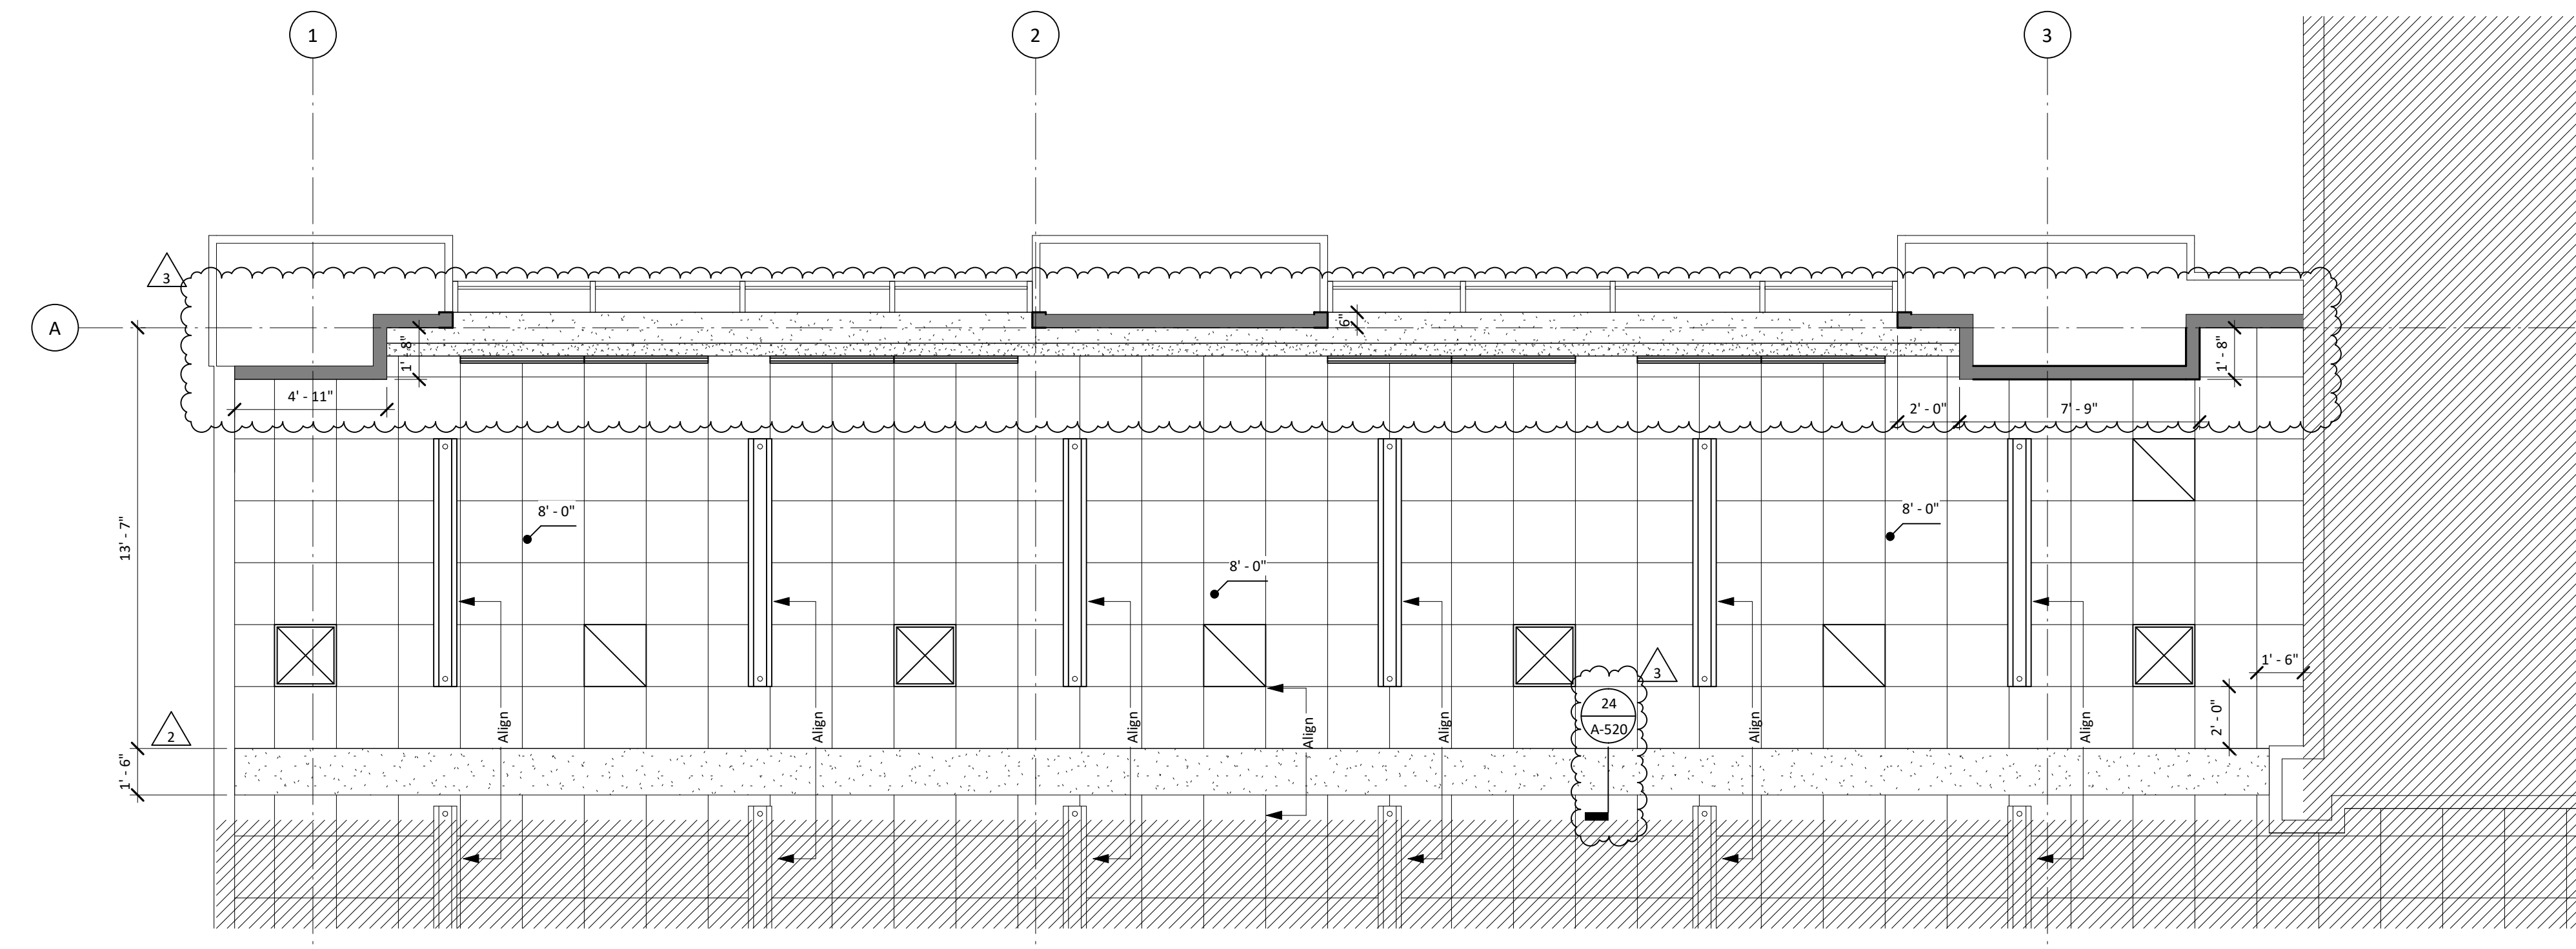 1
2
3
3
A
6"
1' - 8"
1' - 8"
4' - 11"
2' - 0"
7' - 9"
8' - 0"
8' - 0"
13' - 7"
8' - 0"
1' - 6"
3
24
A-520
2
Align
Align
Align
Align
Align
Align
Align
2' - 0"
1' - 6"